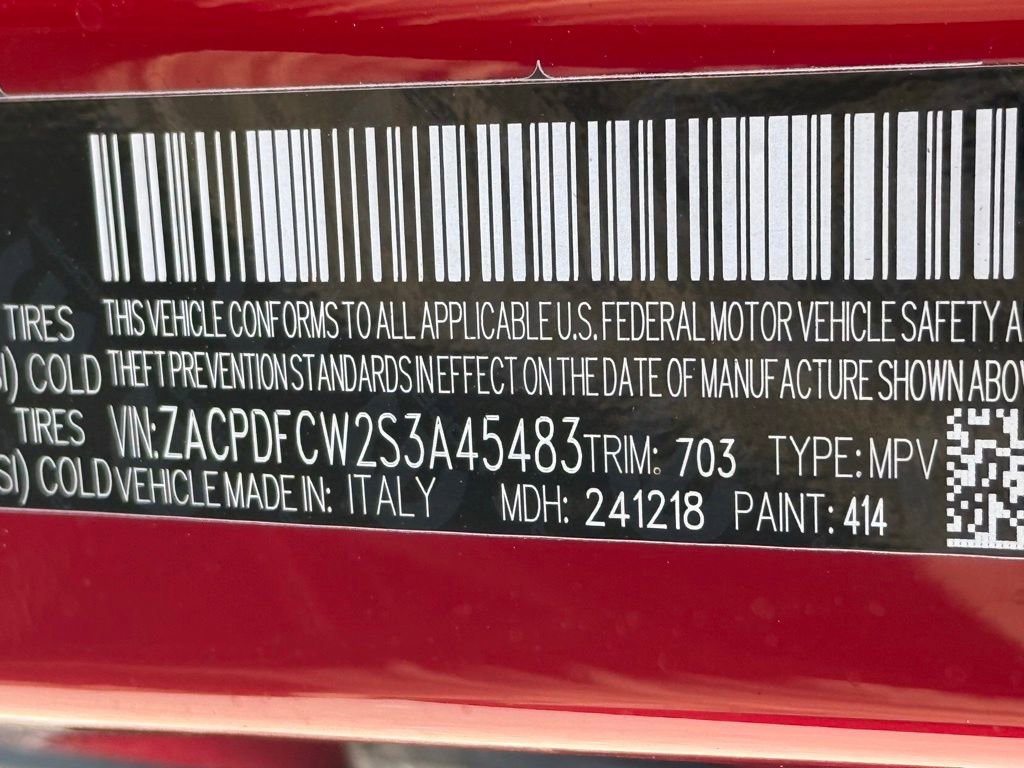 THIS VEHICLE CONFORMS TO ALL APPLICABLE U.S. FEDERAL MOTOR VEHICLE SAFETY
TIRES
THEFT PREVENTION STANDARDS IN EFFECT ON THE DATE OF MANUFACTURE SHOWN ABOV
SI) COLD
VIN: ZACPDFCW2S3A45483 TRIM: 703 TYPE: MPV
TIRES
VEHICLE MADE IN: ITALY MDH: 241218 PAINT: 414
SI) COLD